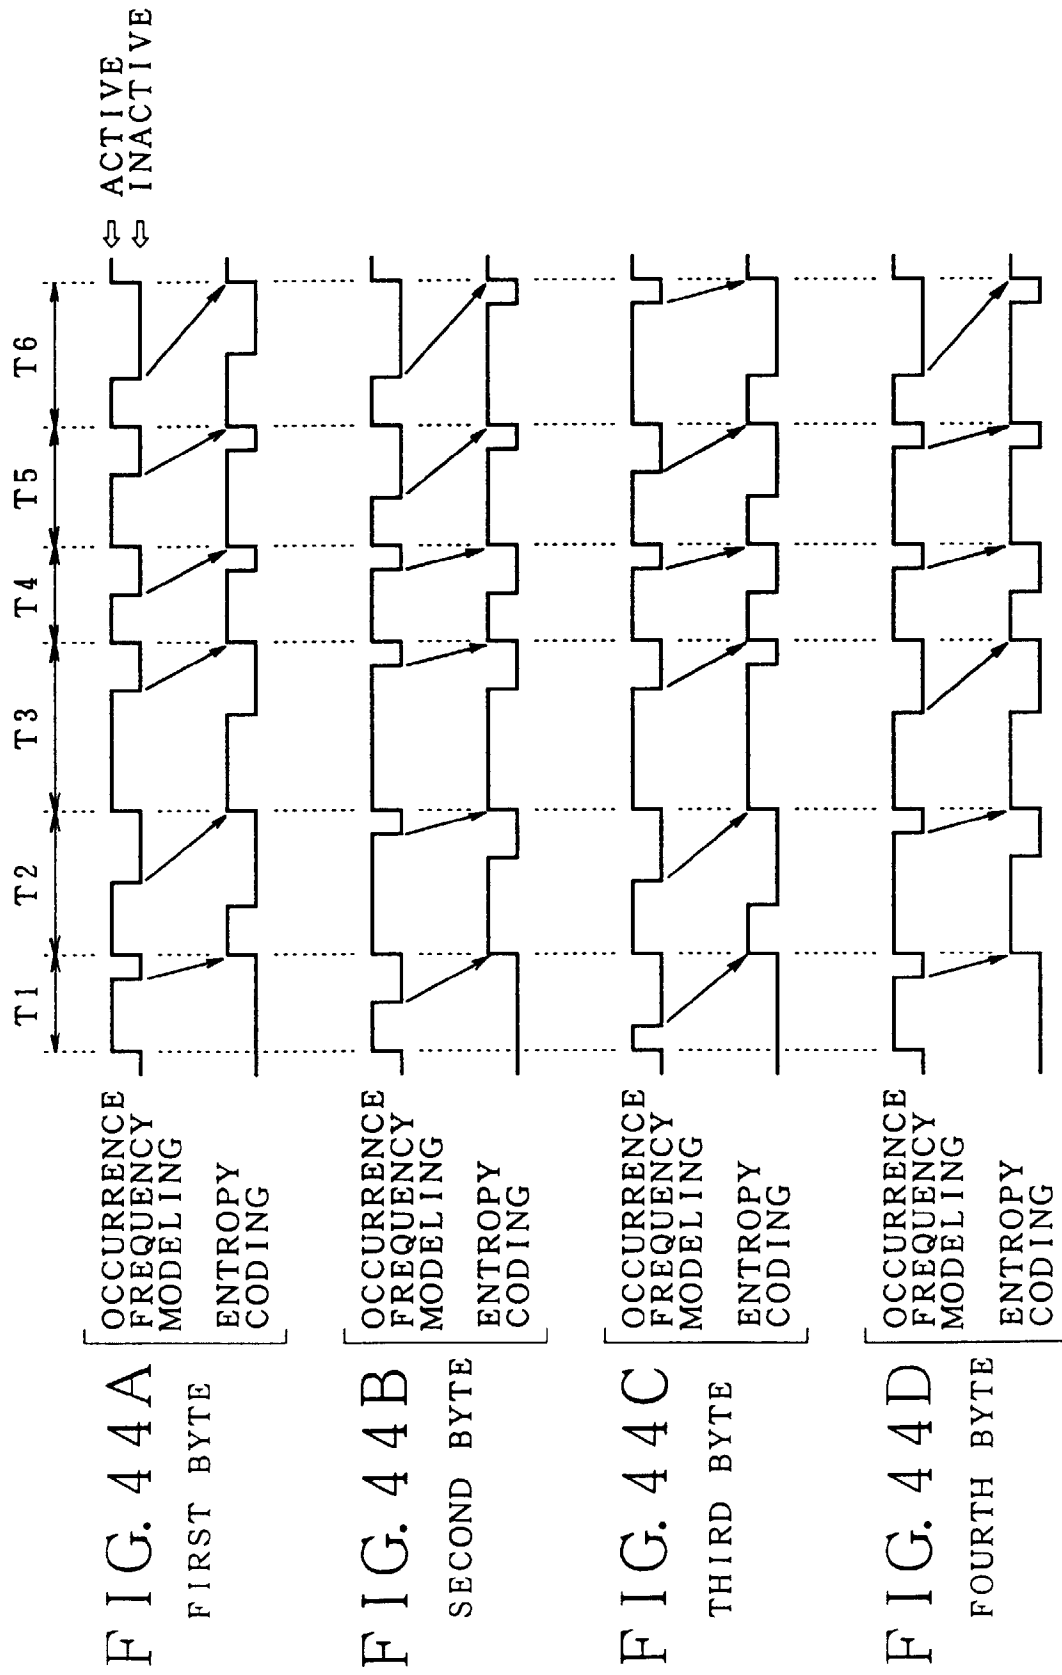 T1 T2 T3 T4 T5 T6
ACTIVE
INACTIVE
FIG. 44A
FIRST BYTE
OCCURRENCE
FREQUENCY
MODELING
ENTROPY
CODING
FIG. 44B
SECOND BYTE
OCCURRENCE
FREQUENCY
MODELING
ENTROPY
CODING
FIG. 44C
THIRD BYTE
OCCURRENCE
FREQUENCY
MODELING
ENTROPY
CODING
FIG. 44D
FOURTH BYTE
OCCURRENCE
FREQUENCY
MODELING
ENTROPY
CODING